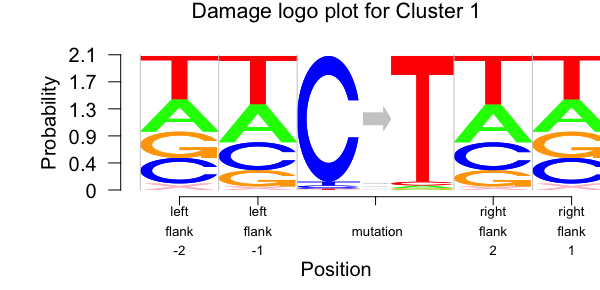 Damage logo plot for Cluster 1
Probability
2.1
1.7
1.3
0.9
0.4
0
T T C T T T
A A A A
G C C G
C G G C
left left right right
flank flank mutation flank flank
-2 -1 2 1
Position